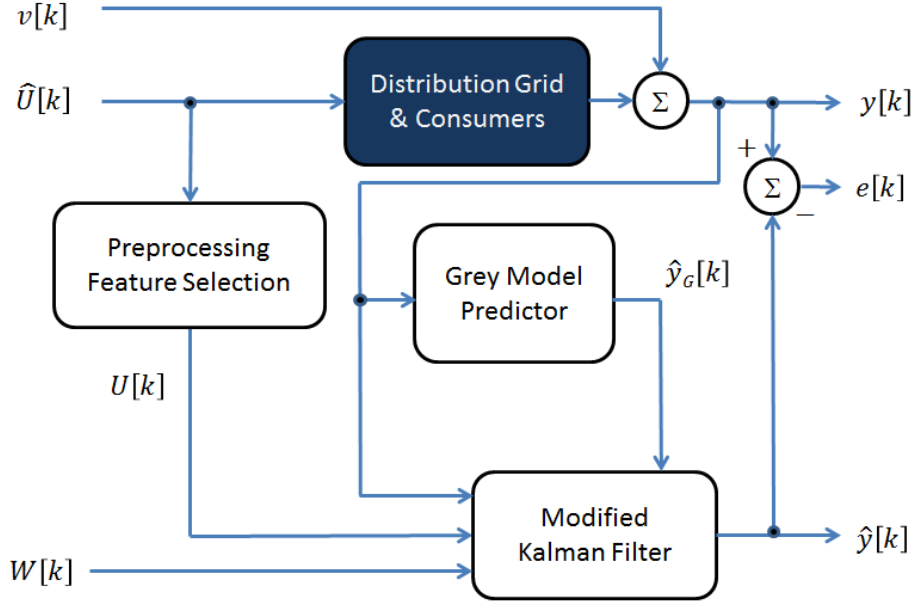 v[k]
Û[k]
Distribution Grid
& Consumers
Σ
y[k]
+
Σ
−
e[k]
Preprocessing
Feature Selection
Grey Model
Predictor
ŷ_G[k]
U[k]
Modified
Kalman Filter
ŷ[k]
W[k]